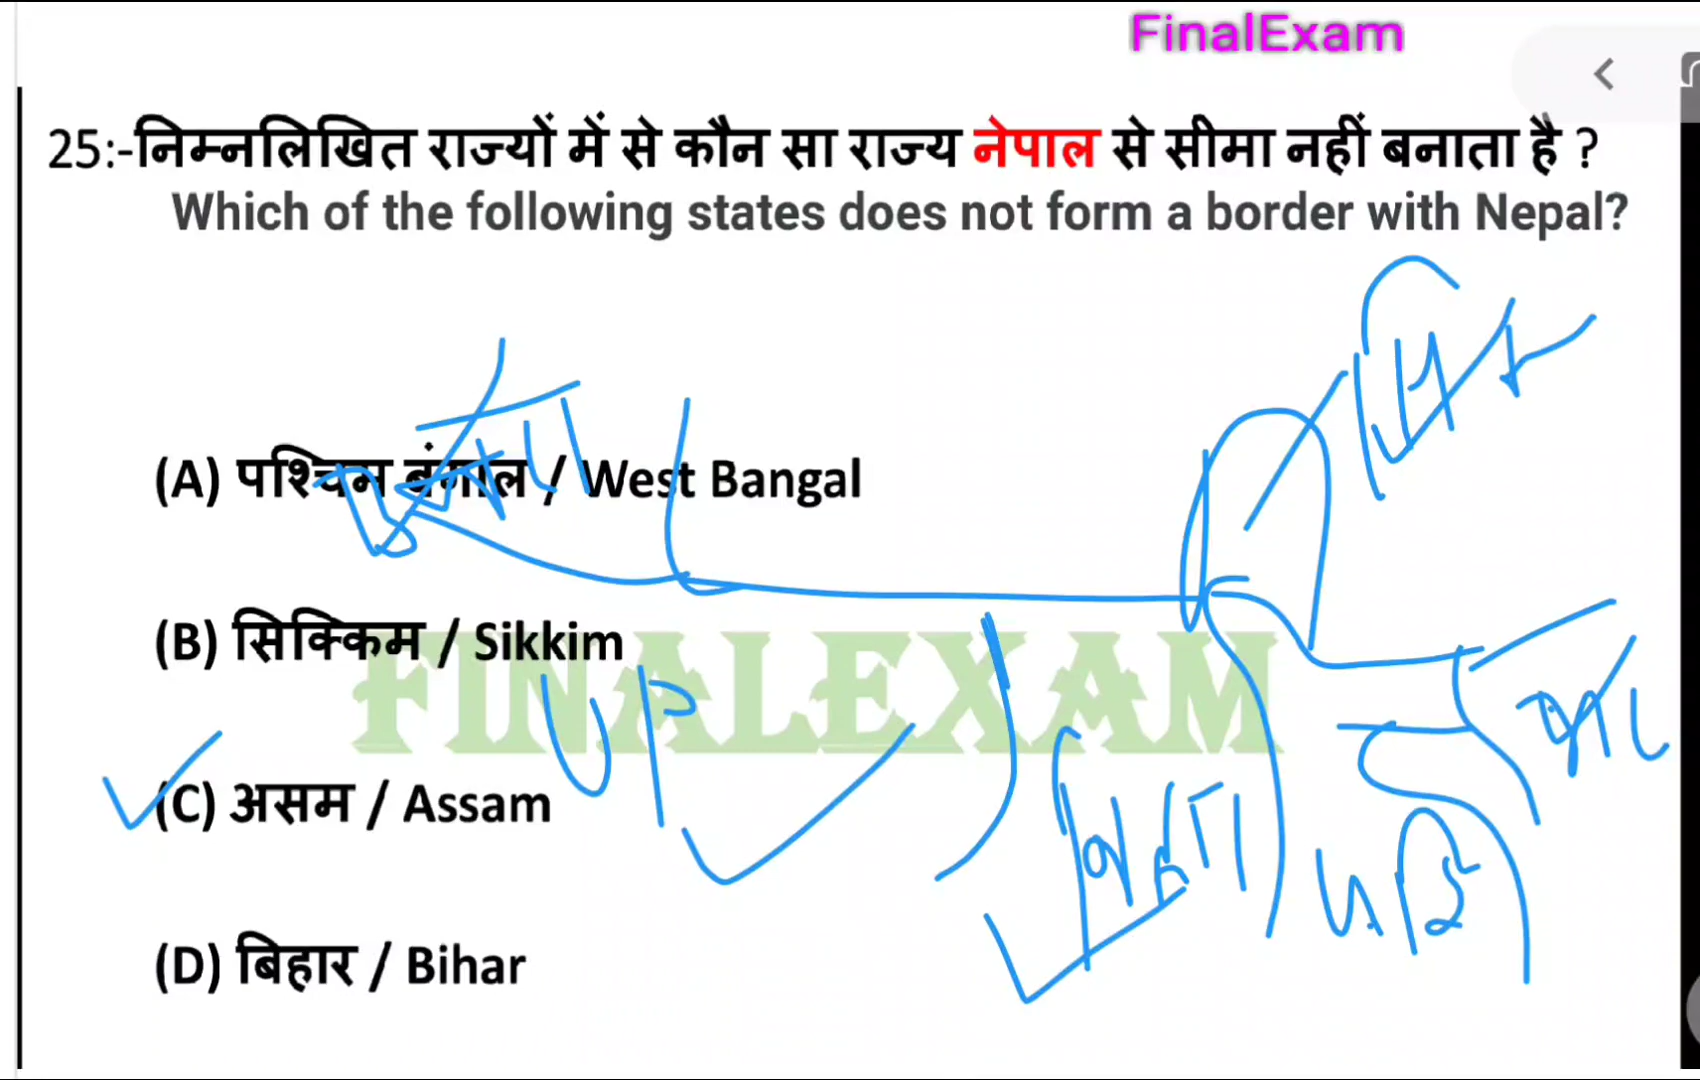 FinalExam
25:-निम्नलिखित राज्यों में से कौन सा राज्य नेपाल से सीमा नहीं बनाता है ?
Which of the following states does not form a border with Nepal?
(A) पश्चिम बंगाल / West Bangal
(B) सिक्किम / Sikkim
FINALEXAM
UP
(C) असम / Assam
(D) बिहार / Bihar